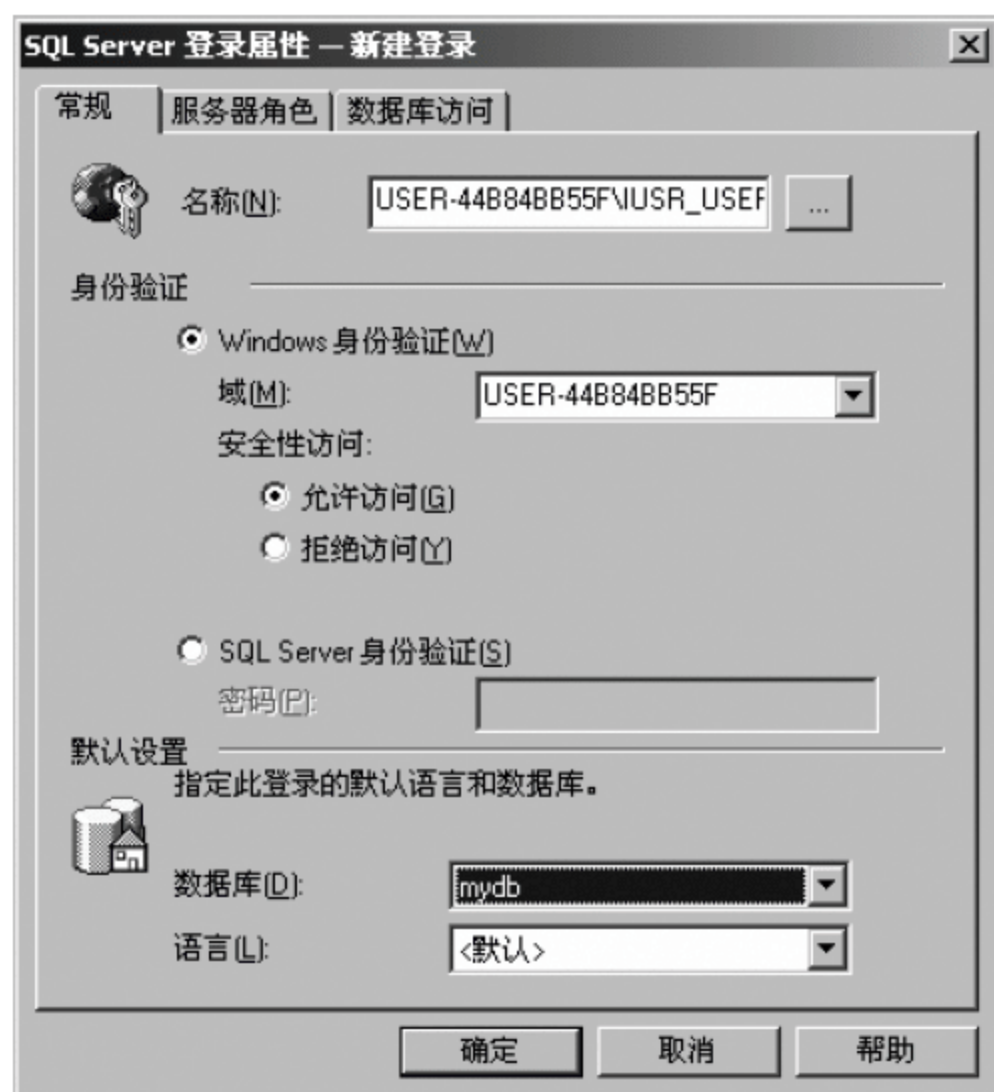 SQL Server 登录属性 — 新建登录
常规 服务器角色 数据库访问
名称(N): USER-44B84BB55F\IUSR_USER ...
身份验证
Windows 身份验证(W)
域(M): USER-44B84BB55F
安全性访问:
允许访问(G)
拒绝访问(Y)
SQL Server 身份验证(S)
密码(P):
默认设置
指定此登录的默认语言和数据库。
数据库(D): mydb
语言(L): <默认>
确定 取消 帮助